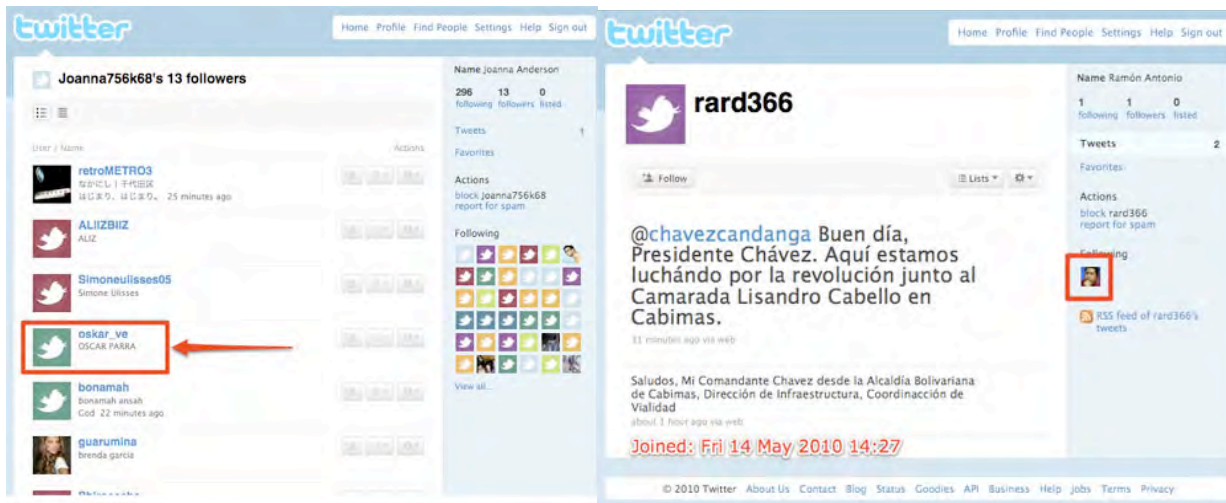 twitter
Home Profile Find People Settings Help Sign out
Joanna756k68's 13 followers
User / Name
Actions
retroMETRO3
25 minutes ago
ALIIZBIIZ
ALIZ
Simoneulisses05
Simone Ulisses
oskar_ve
OSCAR PARRA
bonamah
bonamah ansah
God 22 minutes ago
guarumina
brenda garcia
Name Joanna Anderson
296 13 0
following followers listed
Tweets 1
Favorites
Actions
block Joanna756k68
report for spam
Following
View all...
twitter
Home Profile Find People Settings Help Sign out
rard366
Follow
Lists
@chavezcandanga Buen día,
Presidente Chávez. Aquí estamos
luchándo por la revolución junto al
Camarada Lisandro Cabello en
Cabimas.
31 minutes ago via web
Saludos, Mi Comandante Chavez desde la Alcaldía Bolivariana
de Cabimas, Dirección de Infraestructura, Coordinacción de
Vialidad
about 1 hour ago via web
Joined: Fri 14 May 2010 14:27
Name Ramón Antonio
1 1 0
following followers listed
Tweets 2
Favorites
Actions
block rard366
report for spam
Following
RSS feed of rard366's
tweets
© 2010 Twitter About Us Contact Blog Status Goodies API Business Help Jobs Terms Privacy